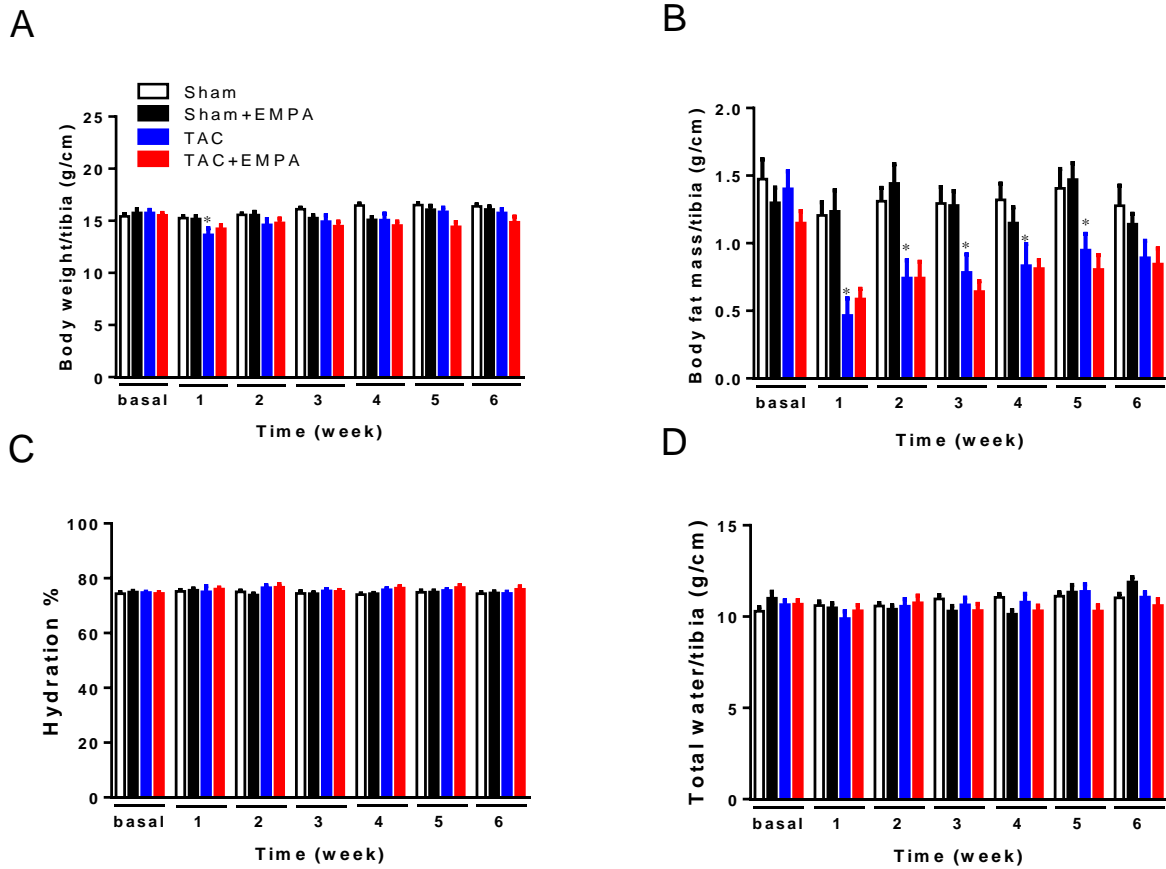 A
Sham
Sham+EMPA
TAC
TAC+EMPA
Body weight/tibia (g/cm)
25
20
15
10
5
0
*
basal 1 2 3 4 5 6
Time (week)
B
Body fat mass/tibia (g/cm)
2.0
1.5
1.0
0.5
0.0
* * * * *
basal 1 2 3 4 5 6
Time (week)
C
Hydration %
100
80
60
40
20
0
basal 1 2 3 4 5 6
Time (week)
D
Total water/tibia (g/cm)
15
10
5
0
basal 1 2 3 4 5 6
Time (week)